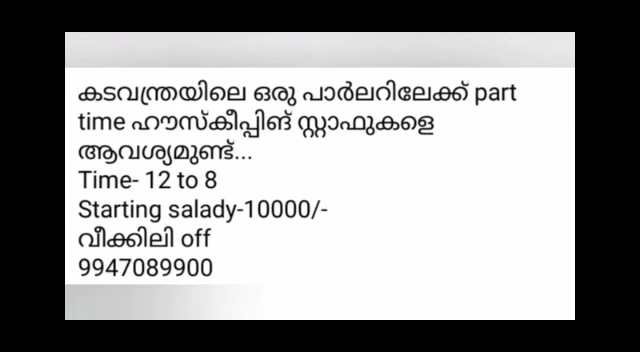 കടവന്ത്രയിലെ ഒരു പാർലറിലേക്ക് part
time ഹൗസ്കീപ്പിങ് സ്റ്റാഫുകളെ
ആവശ്യമുണ്ട്...
Time- 12 to 8
Starting salady-10000/-
വീക്കിലി off
9947089900